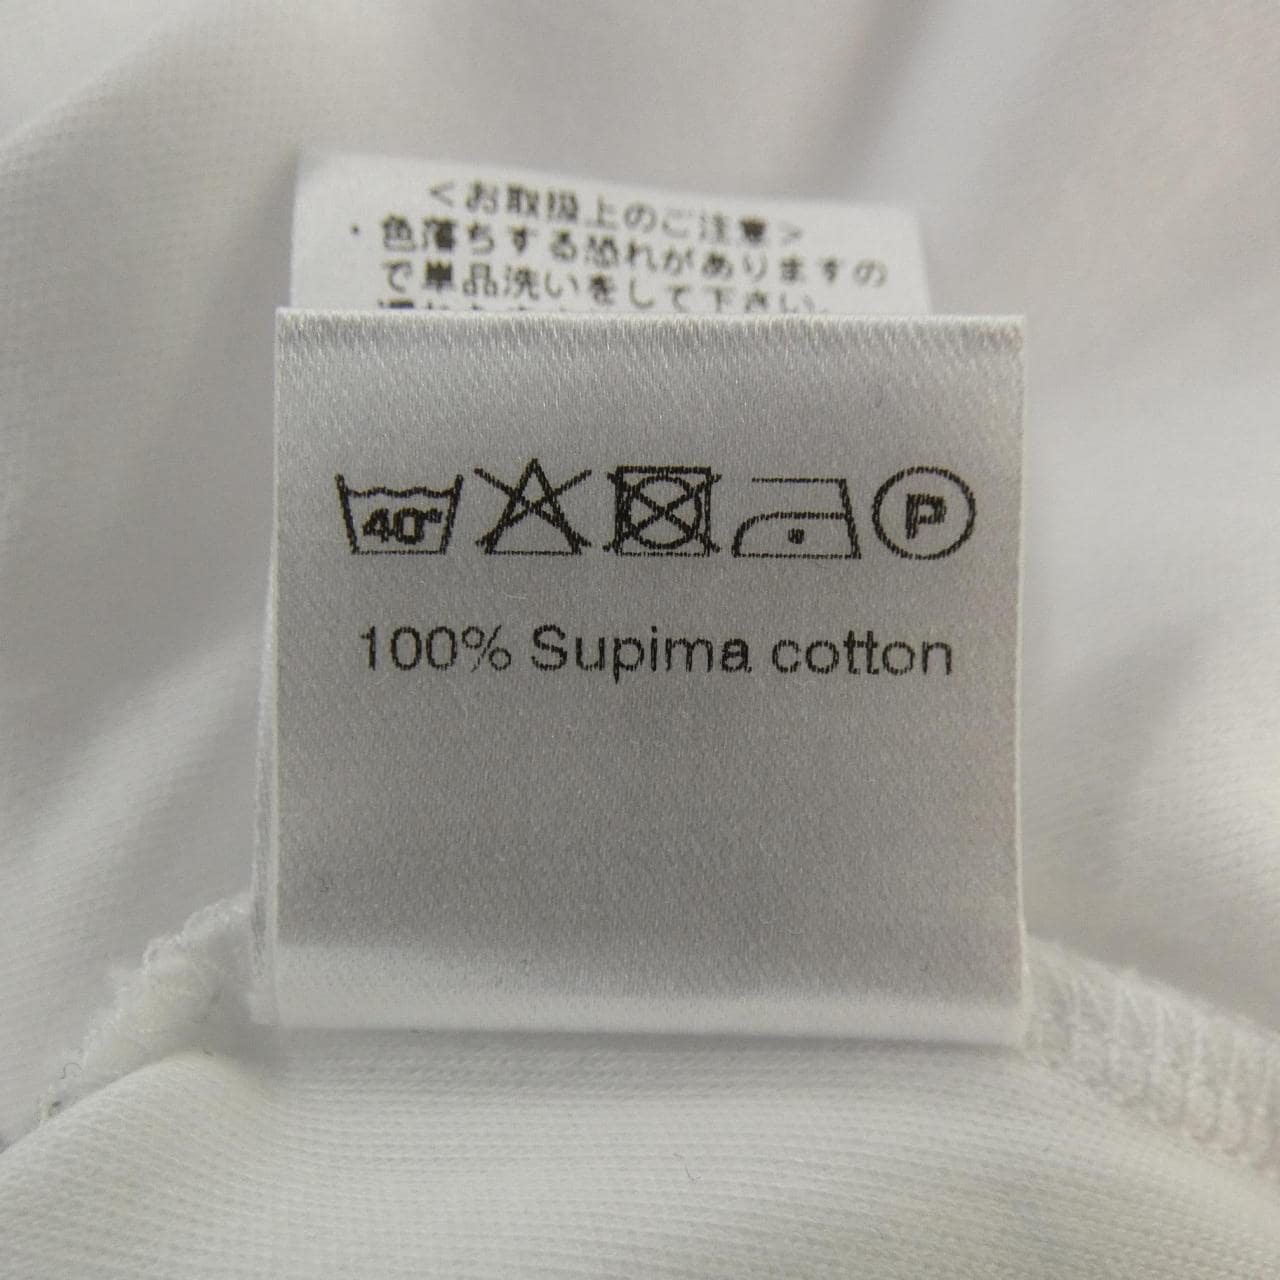 <お取扱上のご注意>
・色落ちする恐れがありますの
で単品洗いをして下さい。
40°
P
100% Supima cotton